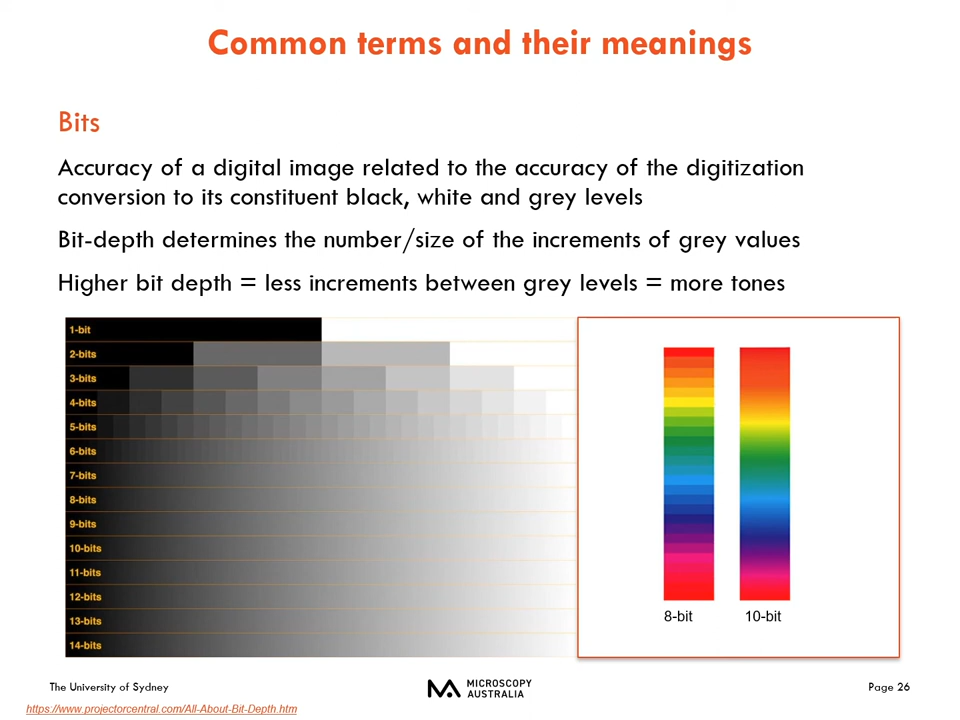 Common terms and their meanings
Bits
Accuracy of a digital image related to the accuracy of the digitization
conversion to its constituent black, white and grey levels
Bit-depth determines the number/size of the increments of grey values
Higher bit depth = less increments between grey levels = more tones
1-bit
2-bits
3-bits
4-bits
5-bits
6-bits
7-bits
8-bits
9-bits
10-bits
11-bits
12-bits
13-bits
14-bits
8-bit
10-bit
The University of Sydney
MICROSCOPY
AUSTRALIA
Page 26
https://www.projectorcentral.com/All-About-Bit-Depth.htm